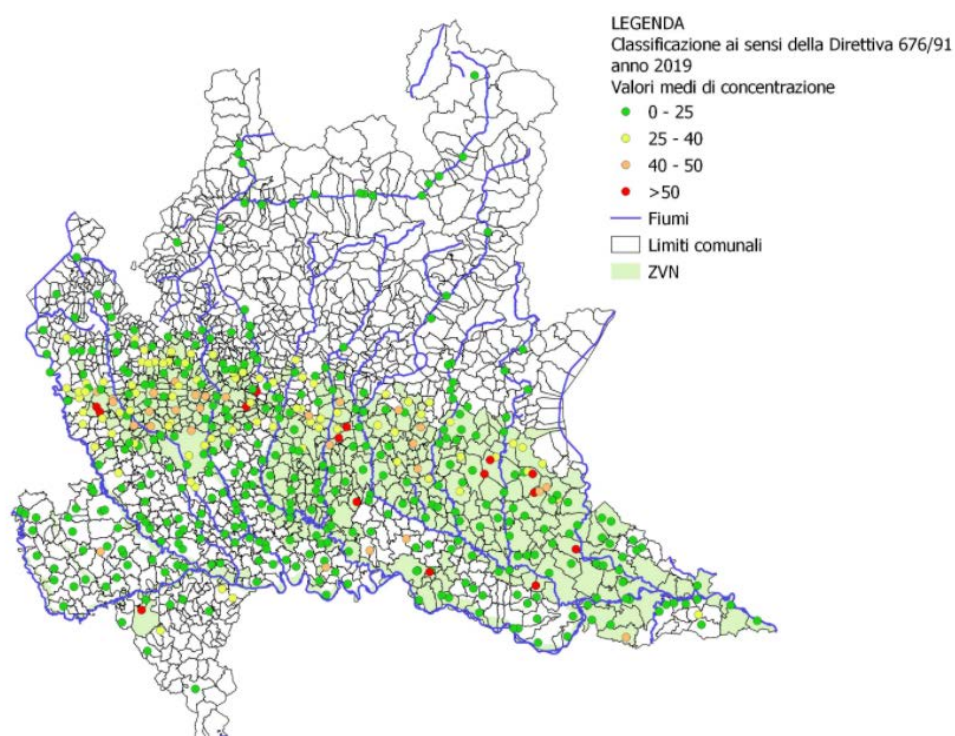 LEGENDA
Classificazione ai sensi della Direttiva 676/91
anno 2019
Valori medi di concentrazione
0 - 25
25 - 40
40 - 50
>50
Fiumi
Limiti comunali
ZVN